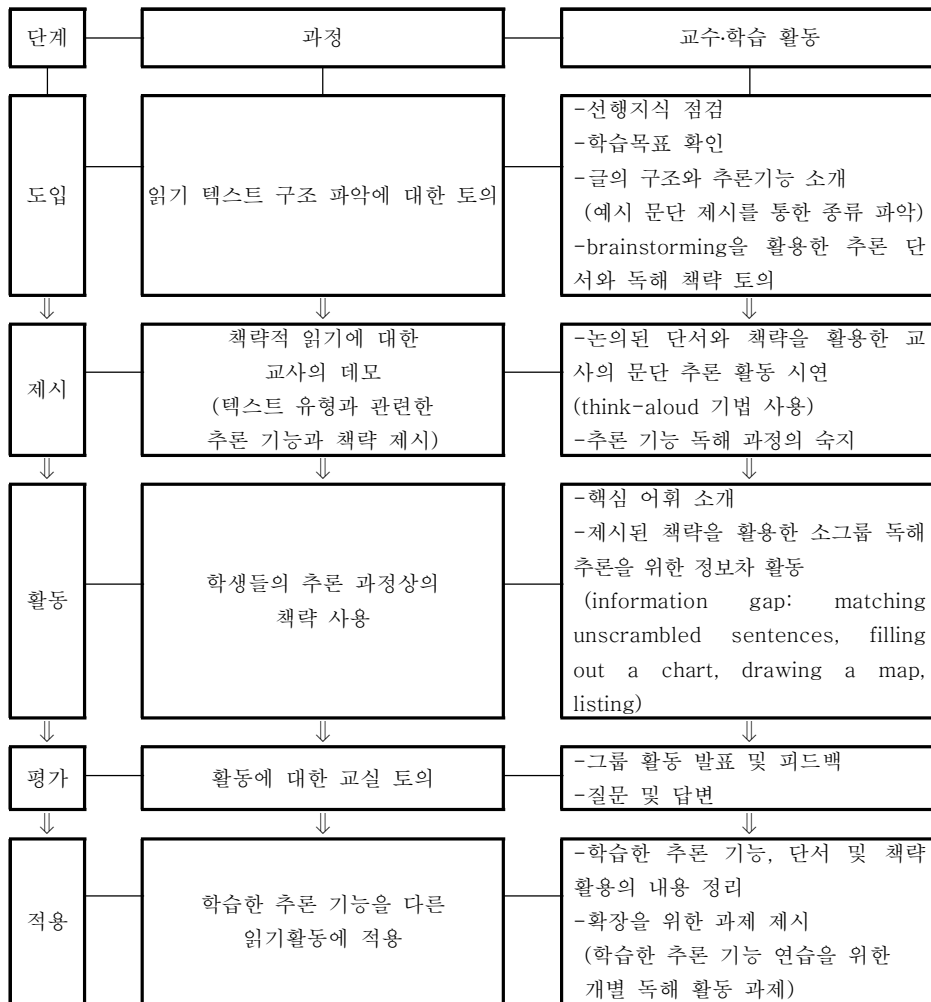 단계
과정
교수·학습 활동
도입
읽기 텍스트 구조 파악에 대한 토의
-선행지식 점검
-학습목표 확인
-글의 구조와 추론기능 소개
(예시 문단 제시를 통한 종류 파악)
-brainstorming을 활용한 추론 단
서와 독해 책략 토의
⇓
⇓
⇓
제시
책략적 읽기에 대한
교사의 데모
(텍스트 유형과 관련한
추론 기능과 책략 제시)
-논의된 단서와 책략을 활용한 교
사의 문단 추론 활동 시연
(think-aloud 기법 사용)
-추론 기능 독해 과정의 숙지
⇓
⇓
⇓
활동
학생들의 추론 과정상의
책략 사용
-핵심 어휘 소개
-제시된 책략을 활용한 소그룹 독해
추론을 위한 정보차 활동
(information gap: matching
unscrambled sentences, filling
out a chart, drawing a map,
listing)
⇓
⇓
⇓
평가
활동에 대한 교실 토의
-그룹 활동 발표 및 피드백
-질문 및 답변
⇓
⇓
⇓
적용
학습한 추론 기능을 다른
읽기활동에 적용
-학습한 추론 기능, 단서 및 책략
활용의 내용 정리
-확장을 위한 과제 제시
(학습한 추론 기능 연습을 위한
개별 독해 활동 과제)